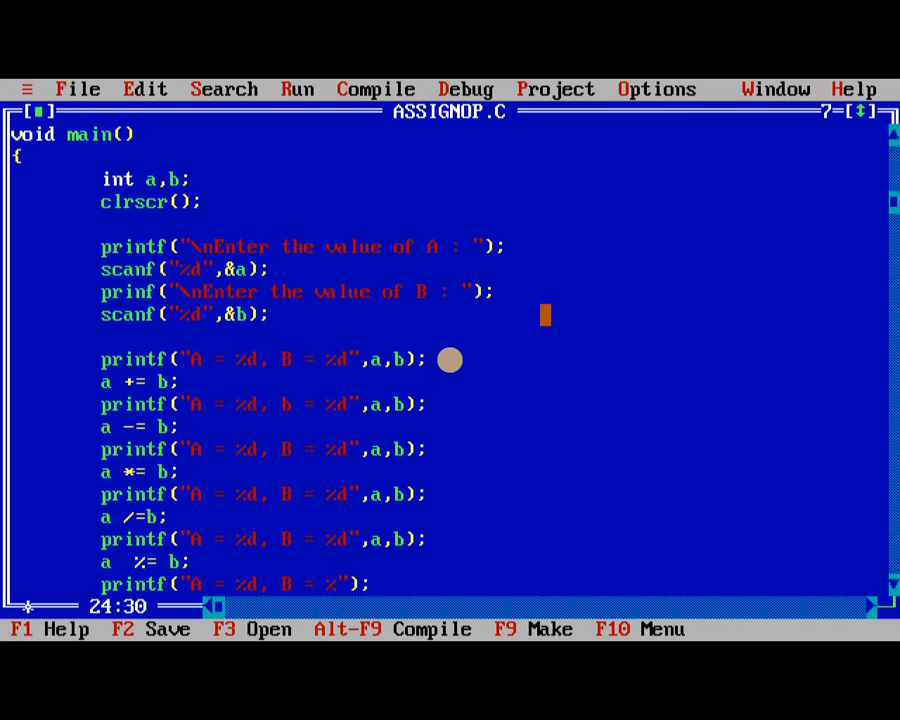 ≡ File Edit Search Run Compile Debug Project Options Window Help
[■] ASSIGNOP.C 7=[↕]
void main()
{
int a,b;
clrscr();
printf("\nEnter the value of A : ");
scanf("%d",&a);
prinf("\nEnter the value of B : ");
scanf("%d",&b);
printf("A = %d, B = %d",a,b);
a += b;
printf("A = %d, b = %d",a,b);
a -= b;
printf("A = %d, B = %d",a,b);
a *= b;
printf("A = %d, B = %d",a,b);
a /=b;
printf("A = %d, B = %d",a,b);
a  %= b;
printf("A = %d, B = %");
24:30
F1 Help F2 Save F3 Open Alt-F9 Compile F9 Make F10 Menu